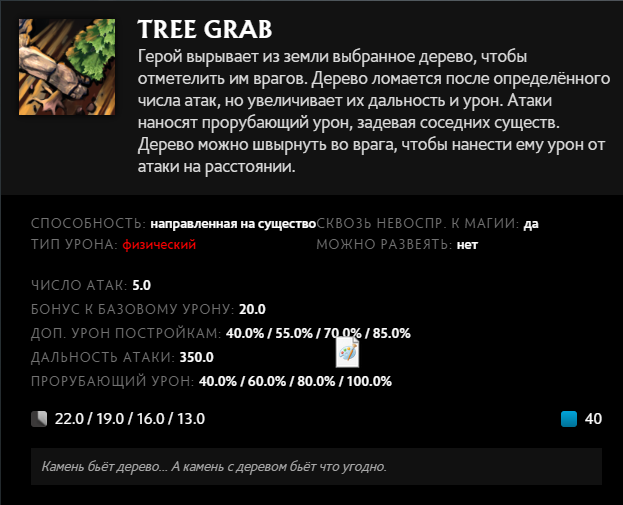 TREE GRAB
Герой вырывает из земли выбранное дерево, чтобы
отметелить им врагов. Дерево ломается после определённого
числа атак, но увеличивает их дальность и урон. Атаки
наносят прорубающий урон, задевая соседних существ.
Дерево можно швырнуть во врага, чтобы нанести ему урон от
атаки на расстоянии.
СПОСОБНОСТЬ: направленная на существо СКВОЗЬ НЕВОСПР. К МАГИИ: да
ТИП УРОНА: физический МОЖНО РАЗВЕЯТЬ: нет
ЧИСЛО АТАК: 5.0
БОНУС К БАЗОВОМУ УРОНУ: 20.0
ДОП. УРОН ПОСТРОЙКАМ: 40.0% / 55.0% / 70.0% / 85.0%
ДАЛЬНОСТЬ АТАКИ: 350.0
ПРОРУБАЮЩИЙ УРОН: 40.0% / 60.0% / 80.0% / 100.0%
22.0 / 19.0 / 16.0 / 13.0 40
Камень бьёт дерево... А камень с деревом бьёт что угодно.